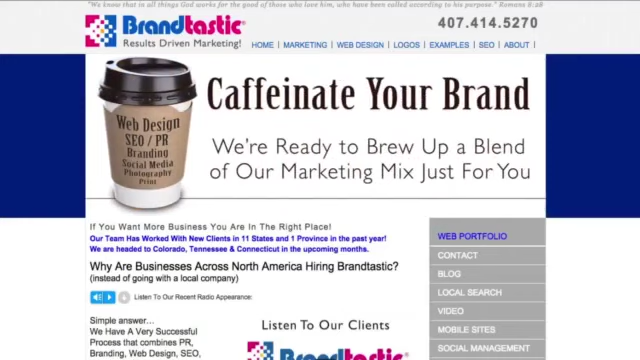 "We know that in all things God works for the good of those who love him, who have been called according to his purpose." Romans 8:28
Brandtastic®
Results Driven Marketing!
407.414.5270
HOME | MARKETING | WEB DESIGN | LOGOS | EXAMPLES | SEO | ABOUT |
Caffeinate Your Brand
We're Ready to Brew Up a Blend
of Our Marketing Mix Just For You
Web Design
SEO / PR
Branding
Social Media
Photography
Print
If You Want More Business You Are In The Right Place!
Our Team Has Worked With New Clients in 11 States and 1 Province in the past year!
We are headed to Colorado, Tennessee & Connecticut in the upcoming months.
Why Are Businesses Across North America Hiring Brandtastic?
(instead of going with a local company)
Listen To Our Recent Radio Appearance:
Simple answer…
We Have A Very Successful
Process that combines PR,
Branding, Web Design, SEO,
Listen To Our Clients
Brandtastic®
WEB PORTFOLIO
CONTACT
BLOG
LOCAL SEARCH
VIDEO
MOBILE SITES
SOCIAL MANAGEMENT